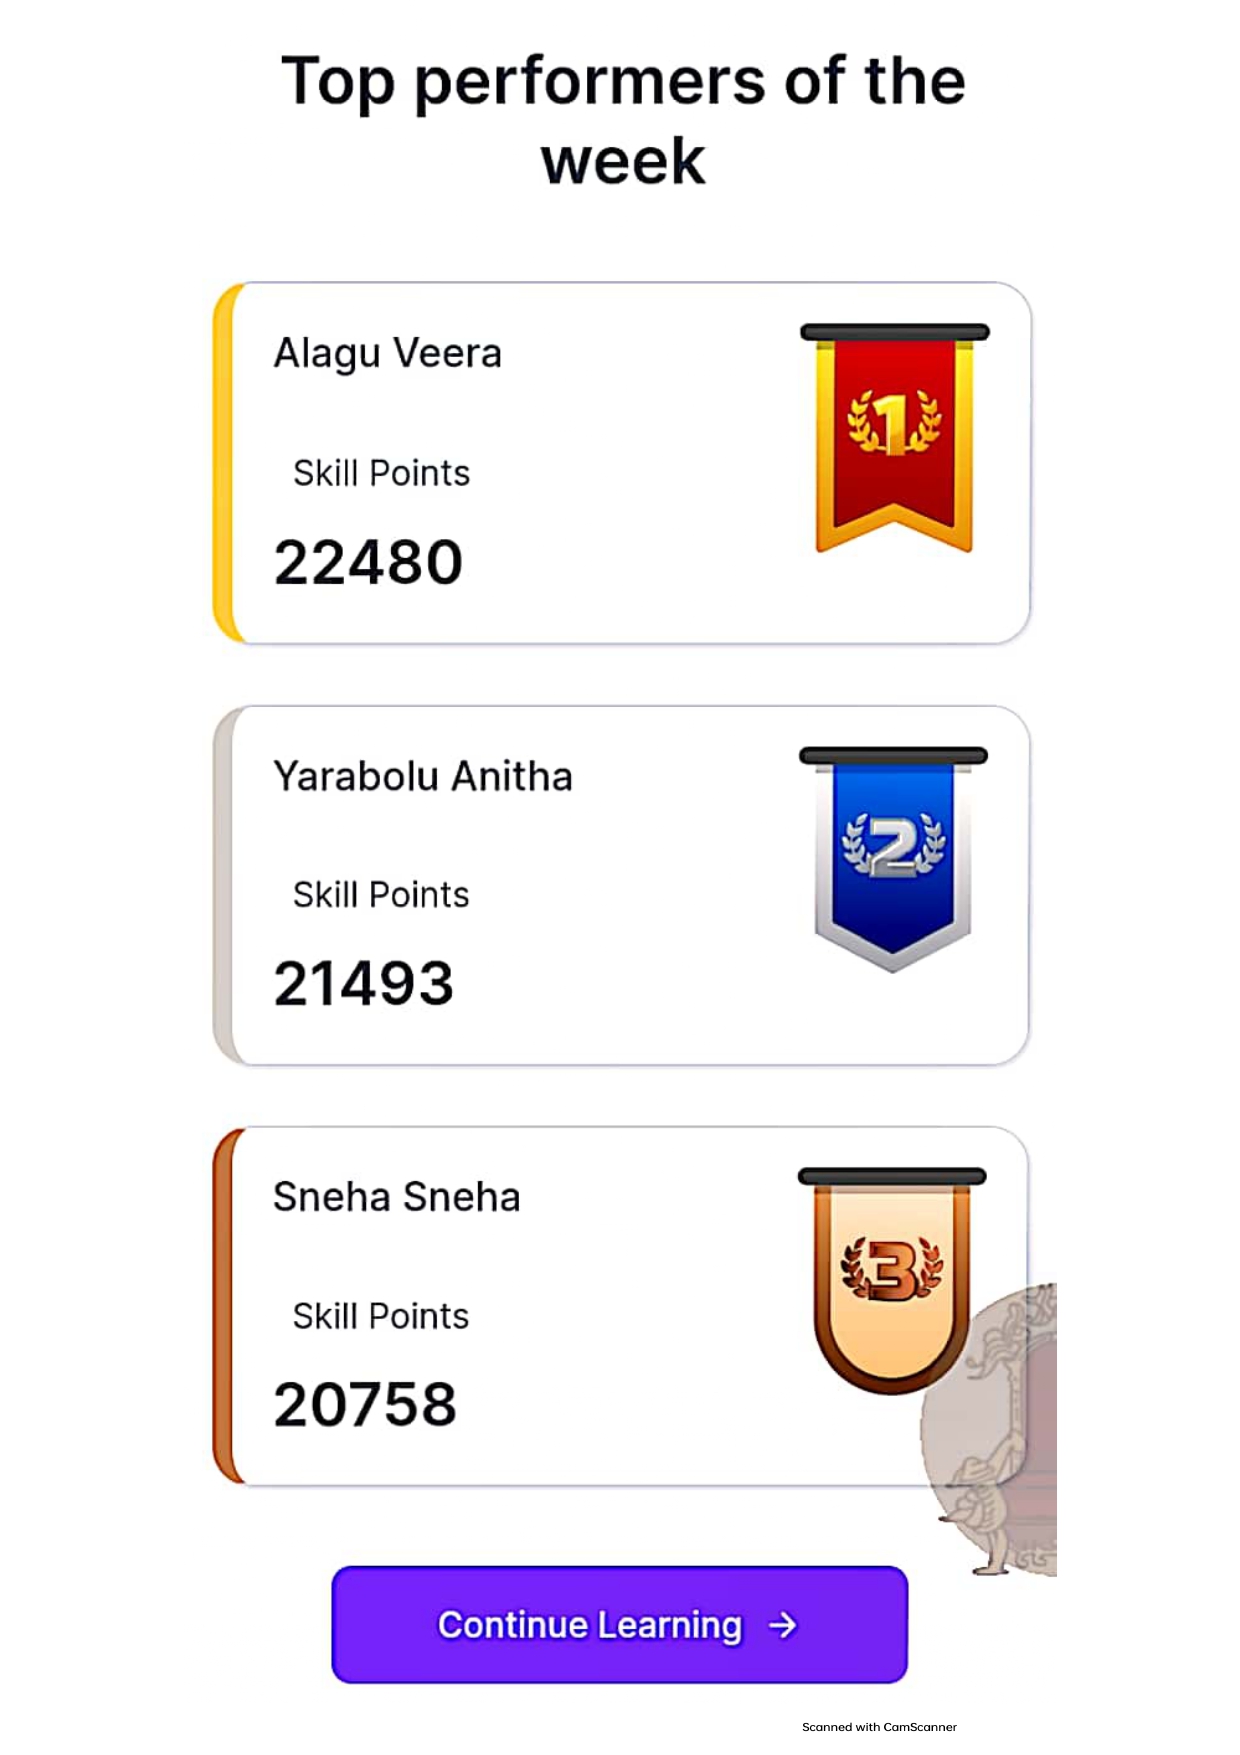 Top performers of the
week
Alagu Veera
1
Skill Points
22480
Yarabolu Anitha
2
Skill Points
21493
Sneha Sneha
3
Skill Points
20758
Continue Learning →
Scanned with CamScanner